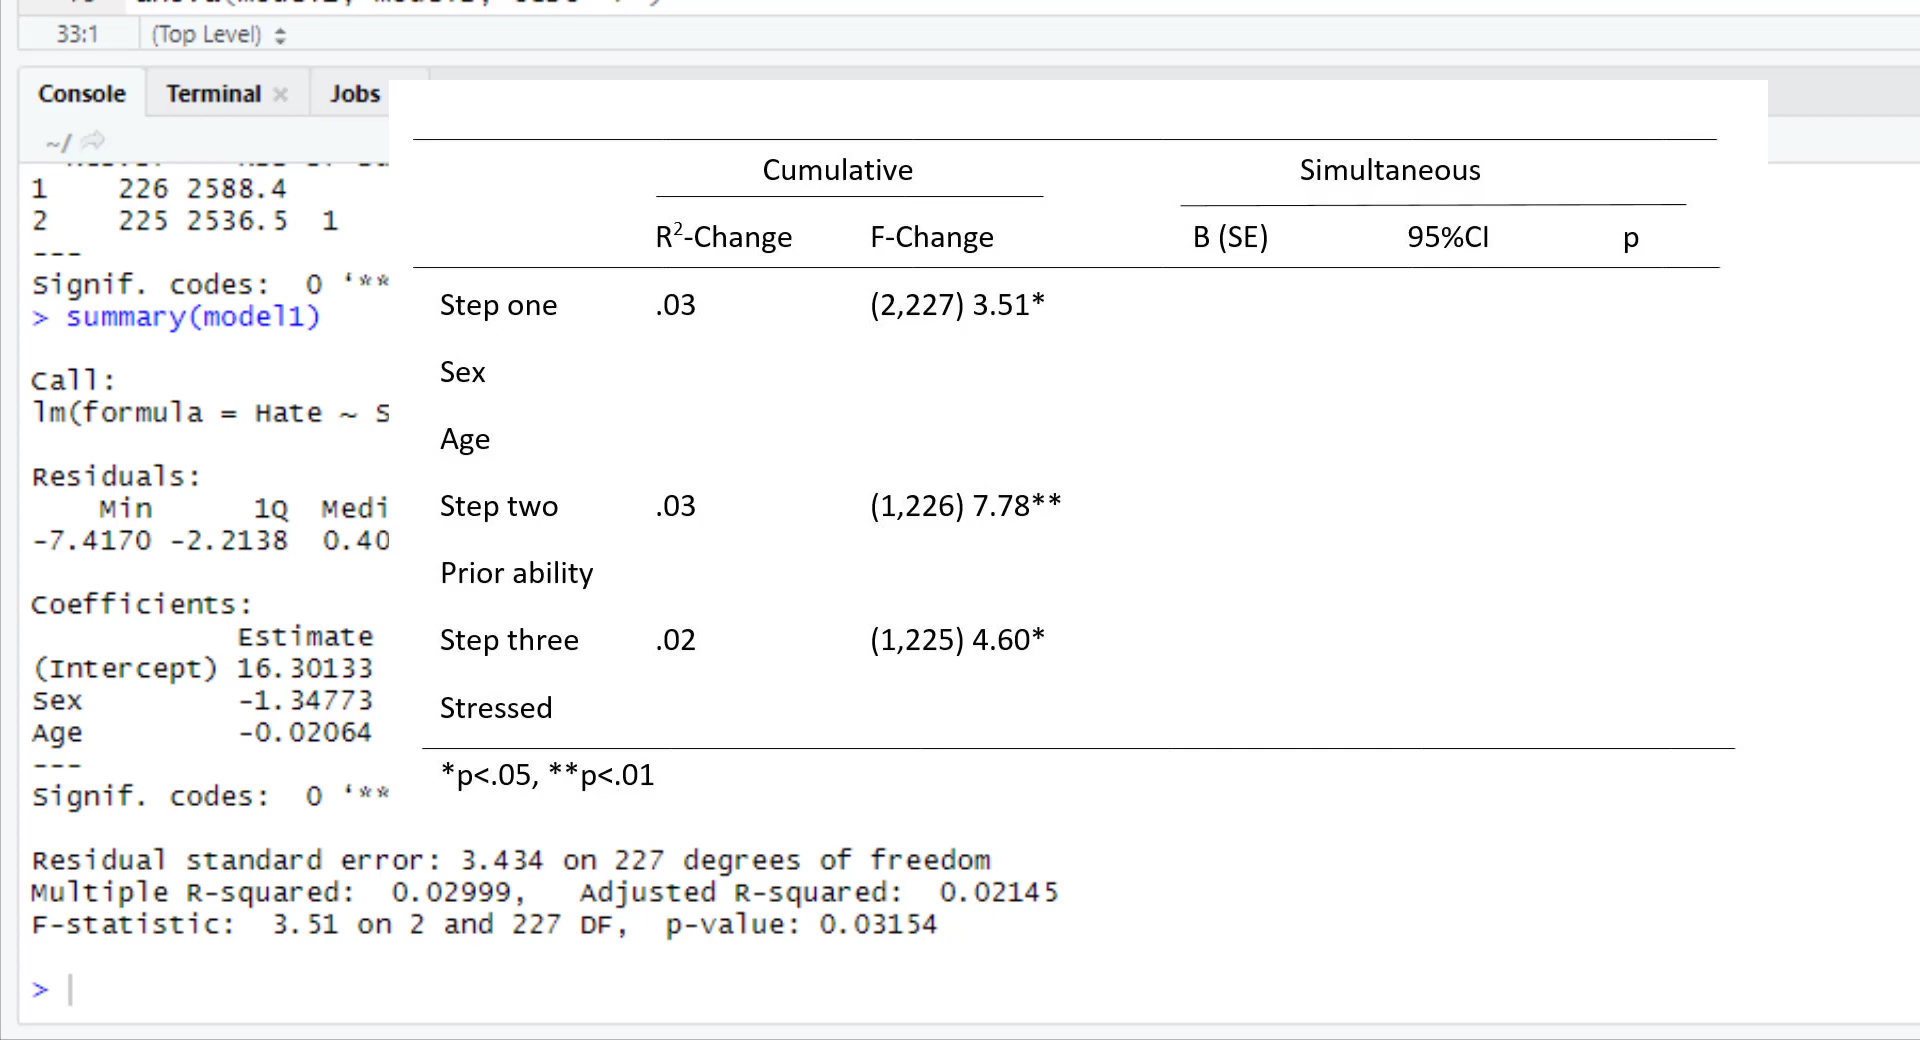 33:1 (Top Level)
Console Terminal Jobs
~/
1 226 2588.4
2 225 2536.5 1
---
Signif. codes: 0 ‘**
> summary(model1)
Call:
lm(formula = Hate ~ S
Residuals:
Min 1Q Medi
-7.4170 -2.2138 0.40
Coefficients:
Estimate
(Intercept) 16.30133
Sex -1.34773
Age -0.02064
---
Signif. codes: 0 ‘**
Residual standard error: 3.434 on 227 degrees of freedom
Multiple R-squared: 0.02999, Adjusted R-squared: 0.02145
F-statistic: 3.51 on 2 and 227 DF, p-value: 0.03154
>
Cumulative Simultaneous
R²-Change F-Change B (SE) 95%CI p
Step one .03 (2,227) 3.51*
Sex
Age
Step two .03 (1,226) 7.78**
Prior ability
Step three .02 (1,225) 4.60*
Stressed
*p<.05, **p<.01